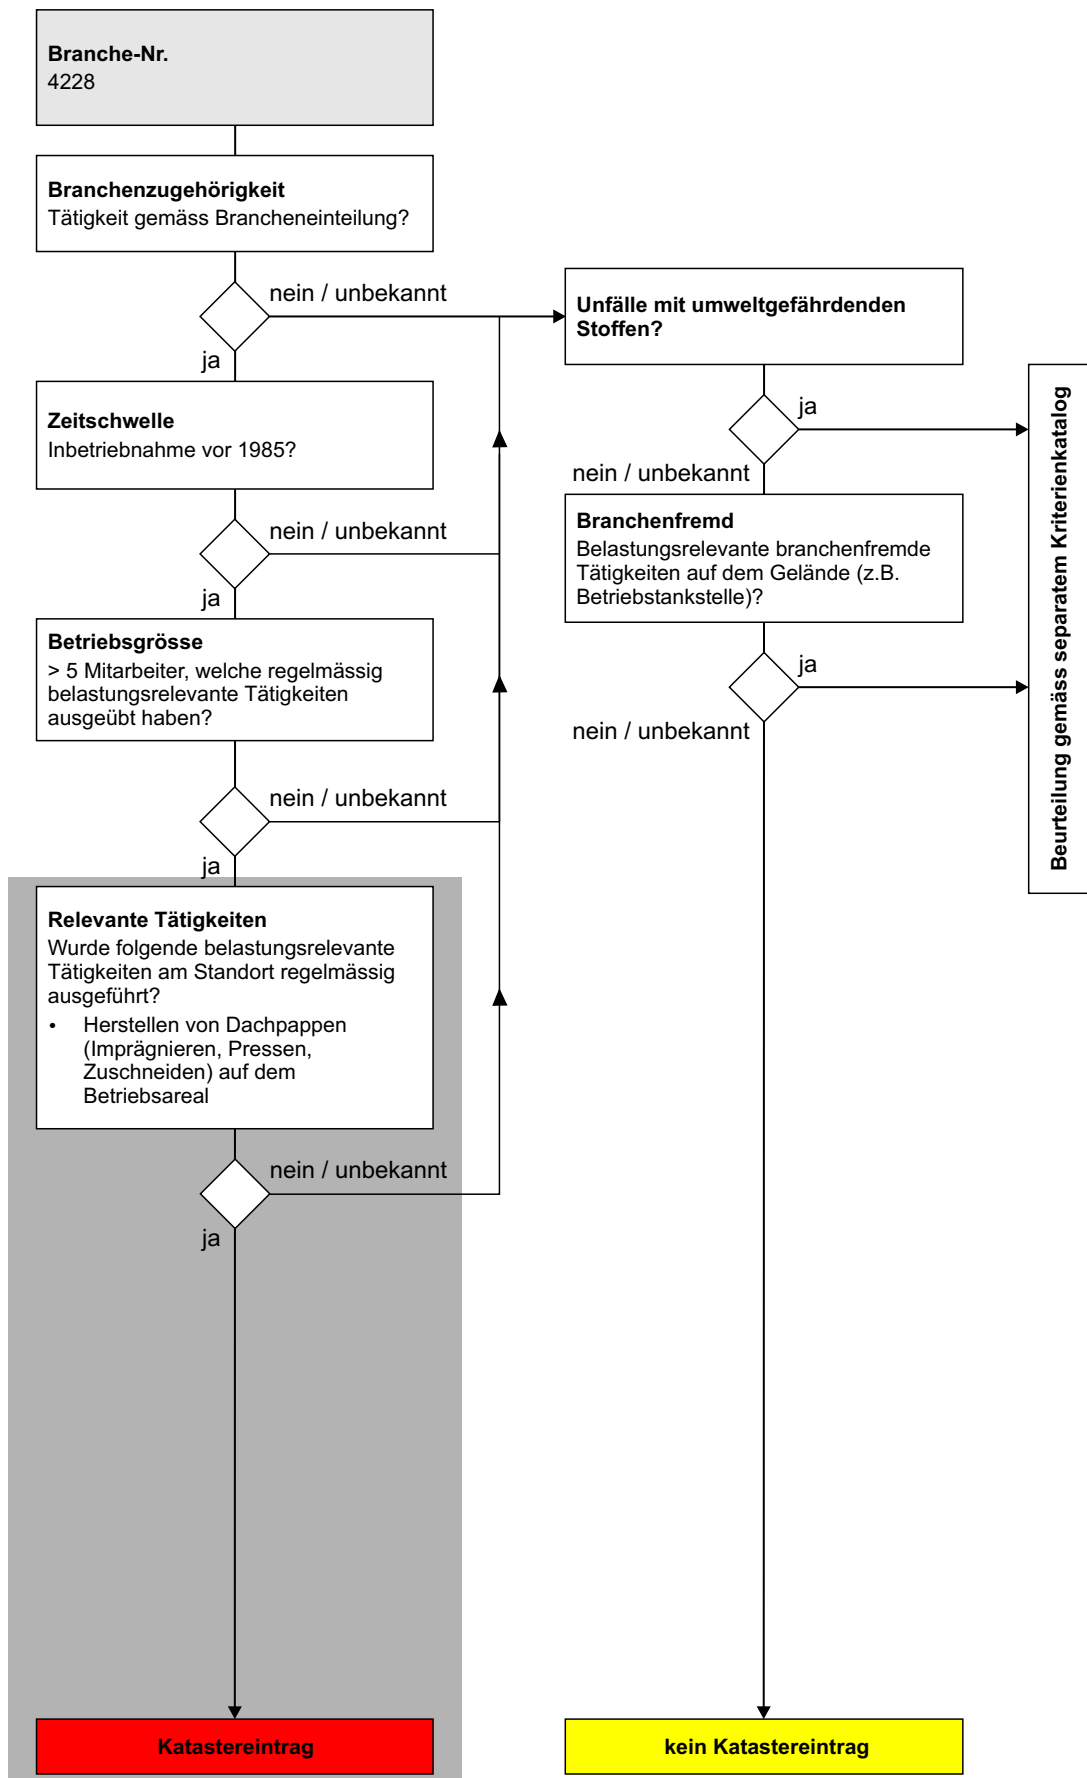 Branche-Nr.
4228
Branchenzugehörigkeit
Tätigkeit gemäss Brancheneinteilung?
nein / unbekannt
ja
Zeitschwelle
Inbetriebnahme vor 1985?
nein / unbekannt
ja
Betriebsgrösse
> 5 Mitarbeiter, welche regelmässig
belastungsrelevante Tätigkeiten
ausgeübt haben?
nein / unbekannt
ja
Relevante Tätigkeiten
Wurde folgende belastungsrelevante
Tätigkeiten am Standort regelmässig
ausgeführt?
• Herstellen von Dachpappen
(Imprägnieren, Pressen,
Zuschneiden) auf dem
Betriebsareal
nein / unbekannt
ja
Katastereintrag
Unfälle mit umweltgefährdenden
Stoffen?
ja
nein / unbekannt
Branchenfremd
Belastungsrelevante branchenfremde
Tätigkeiten auf dem Gelände (z.B.
Betriebstankstelle)?
ja
nein / unbekannt
kein Katastereintrag
Beurteilung gemäss separatem Kriterienkatalog